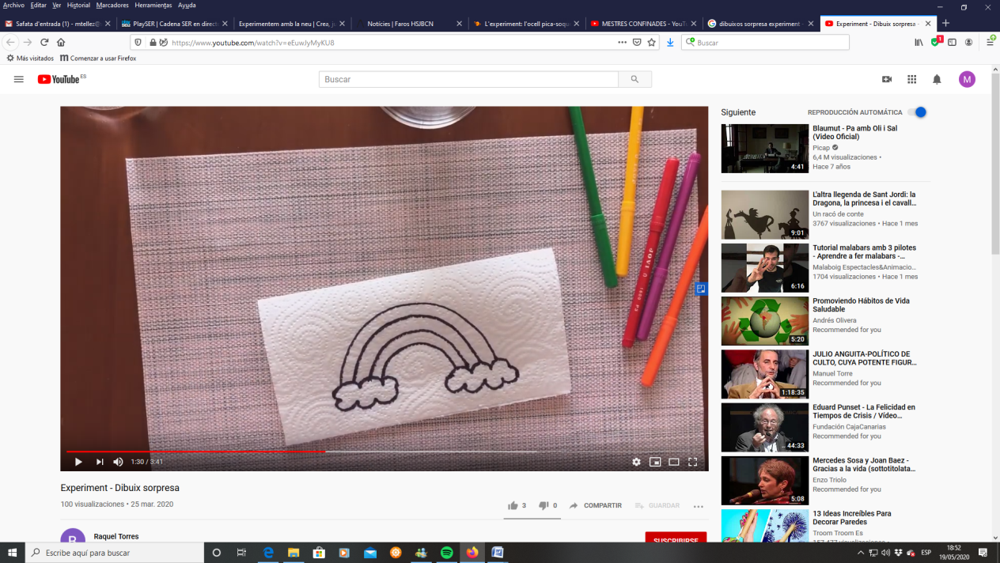 Archivo Editar Ver Historial Marcadores Herramientas Ayuda
Safata d'entrada (1) - mtellez@
PlaySER | Cadena SER en direct
Experimentem amb la neu | Crea, ju
Notícies | Faros HSJBCN
L'experiment: l'ocell pica-soqu
MESTRES CONFINADES - YouT
dibuixos sorpresa experiment -
Experiment - Dibuix sorpresa -
https://www.youtube.com/watch?v=eEuwJyMyKU8
Buscar
1
Más visitados Comenzar a usar Firefox
YouTube ES
Buscar
M
Siguiente
REPRODUCCIÓN AUTOMÁTICA
Blaumut - Pa amb Oli i Sal
(Video Oficial)
Picap
6,4 M visualizaciones •
Hace 7 años
4:41
L'altra llegenda de Sant Jordi: la
Dragona, la princesa i el cavall...
Un racó de conte
3767 visualizaciones • Hace 1 mes
9:01
Tutorial malabars amb 3 pilotes
- Aprendre a fer malabars -...
Malaboig Espectacles&Animacio...
1704 visualizaciones • Hace 1 mes
6:16
Promoviendo Hábitos de Vida
Saludable
Andrés Olivera
Recommended for you
5:20
JULIO ANGUITA-POLÍTICO DE
CULTO, CUYA POTENTE FIGUR...
Manuel Torre
Recommended for you
1:18:35
Eduard Punset - La Felicidad en
Tiempos de Crisis / Vídeo...
Fundación CajaCanarias
Recommended for you
44:33
Mercedes Sosa y Joan Baez -
Gracias a la vida (sottotitolata...
Enzo Triolo
Recommended for you
5:08
13 Ideas Increíbles Para
Decorar Paredes
Troom Troom Es
1:30 / 3:41
Experiment - Dibuix sorpresa
100 visualizaciones • 25 mar. 2020
3 0 COMPARTIR GUARDAR
R
Raquel Torres
SUSCRIBIRSE
Escribe aquí para buscar
ESP
18:52
19/05/2020